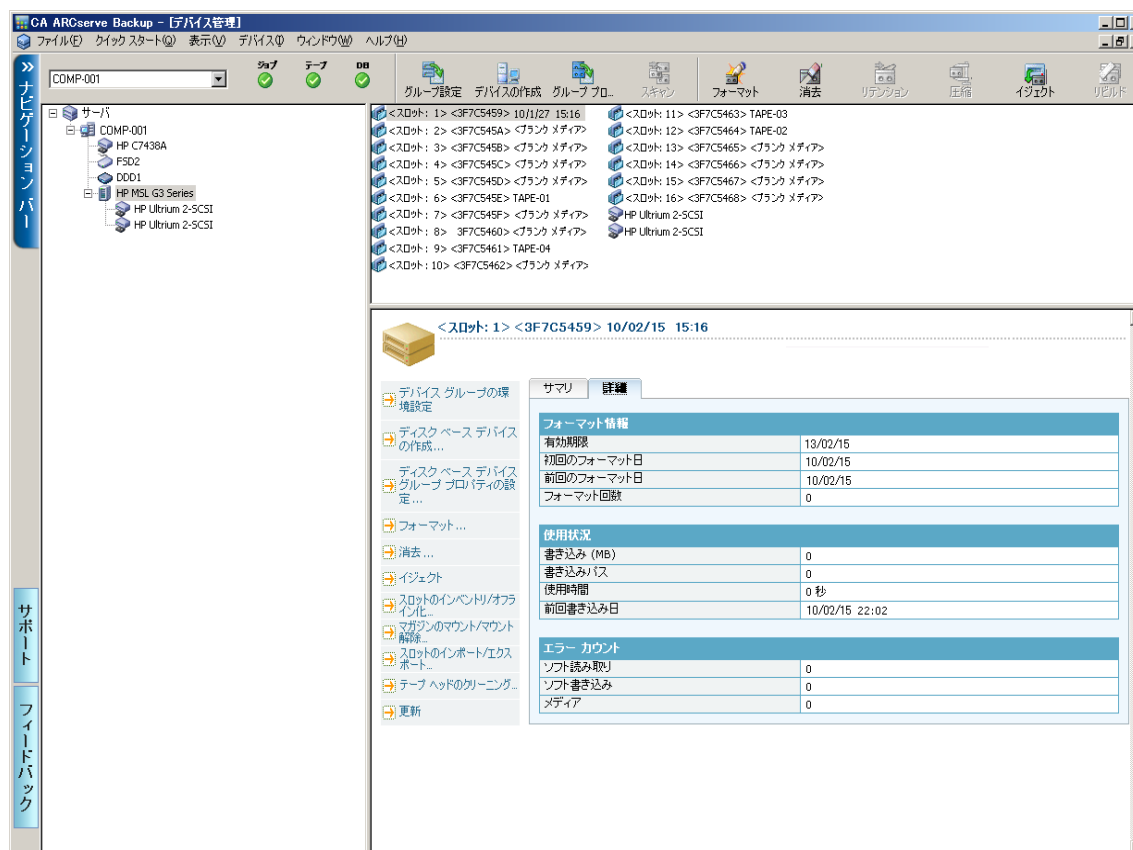 CA ARCserve Backup - [デバイス管理]
ファイル(F) クイック スタート(Q) 表示(V) デバイス(I) ウィンドウ(W) ヘルプ(H)
COMP-001
ジョブ テープ DB
グループ設定 デバイスの作成 グループ プロ... スキャン フォーマット 消去 リテンション 圧縮 イジェクト リビルド
ナビゲーション バー
サポート
フィードバック
サーバ
COMP-001
HP C7438A
FSD2
DDD1
HP MSL G3 Series
HP Ultrium 2-SCSI
HP Ultrium 2-SCSI
<スロット: 1> <3F7C5459> 10/1/27 15:16
<スロット: 2> <3F7C545A> <ブランク メディア>
<スロット: 3> <3F7C545B> <ブランク メディア>
<スロット: 4> <3F7C545C> <ブランク メディア>
<スロット: 5> <3F7C545D> <ブランク メディア>
<スロット: 6> <3F7C545E> TAPE-01
<スロット: 7> <3F7C545F> <ブランク メディア>
<スロット: 8> 3F7C5460> <ブランク メディア>
<スロット: 9> <3F7C5461> TAPE-04
<スロット: 10> <3F7C5462> <ブランク メディア>
<スロット: 11> <3F7C5463> TAPE-03
<スロット: 12> <3F7C5464> TAPE-02
<スロット: 13> <3F7C5465> <ブランク メディア>
<スロット: 14> <3F7C5466> <ブランク メディア>
<スロット: 15> <3F7C5467> <ブランク メディア>
<スロット: 16> <3F7C5468> <ブランク メディア>
HP Ultrium 2-SCSI
HP Ultrium 2-SCSI
<スロット: 1> <3F7C5459> 10/02/15 15:16
デバイス グループの環
境設定
ディスク ベース デバイス
の作成...
ディスク ベース デバイス
グループ プロパティの設
定...
フォーマット...
消去...
イジェクト
スロットのインベントリ/オフラ
イン化...
マガジンのマウント/マウント
解除...
スロットのインポート/エクス
ポート...
テープ ヘッドのクリーニング...
更新
サマリ 詳細
フォーマット情報
有効期限 13/02/15
初回のフォーマット日 10/02/15
前回のフォーマット日 10/02/15
フォーマット回数 0
使用状況
書き込み (MB) 0
書き込みパス 0
使用時間 0 秒
前回書き込み日 10/02/15 22:02
エラー カウント
ソフト読み取り 0
ソフト書き込み 0
メディア 0